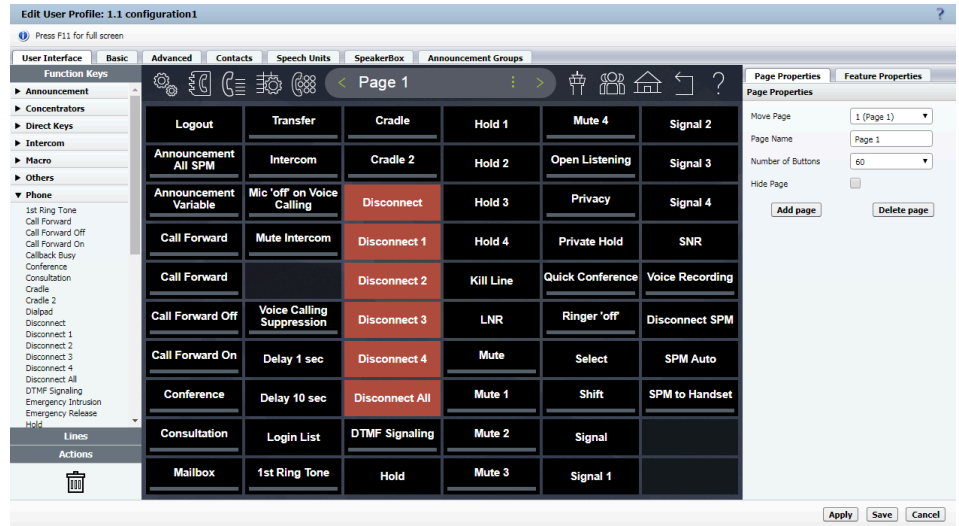 Edit User Profile: 1.1 configuration1
?
Press F11 for full screen
User Interface Basic Advanced Contacts Speech Units SpeakerBox Announcement Groups
Function Keys
Announcement
Concentrators
Direct Keys
Intercom
Macro
Others
Phone
1st Ring Tone
Call Forward
Call Forward Off
Call Forward On
Callback Busy
Conference
Consultation
Cradle
Cradle 2
Dialpad
Disconnect
Disconnect 1
Disconnect 2
Disconnect 3
Disconnect 4
Disconnect All
DTMF Signaling
Emergency Intrusion
Emergency Release
Hold
Lines
Actions
< Page 1 >
?
Logout Transfer Cradle Hold 1 Mute 4 Signal 2
Announcement
All SPM Intercom Cradle 2 Hold 2 Open Listening Signal 3
Announcement Mic 'off' on Voice
Variable Calling Disconnect Hold 3 Privacy Signal 4
Call Forward Mute Intercom Disconnect 1 Hold 4 Private Hold SNR
Call Forward Disconnect 2 Kill Line Quick Conference Voice Recording
Call Forward Off Voice Calling
Suppression Disconnect 3 LNR Ringer 'off' Disconnect SPM
Call Forward On Delay 1 sec Disconnect 4 Mute Select SPM Auto
Conference Delay 10 sec Disconnect All Mute 1 Shift SPM to Handset
Consultation Login List DTMF Signaling Mute 2 Signal
Mailbox 1st Ring Tone Hold Mute 3 Signal 1
Page Properties Feature Properties
Page Properties
Move Page 1 (Page 1)
Page Name Page 1
Number of Buttons 60
Hide Page
Add page Delete page
Apply Save Cancel